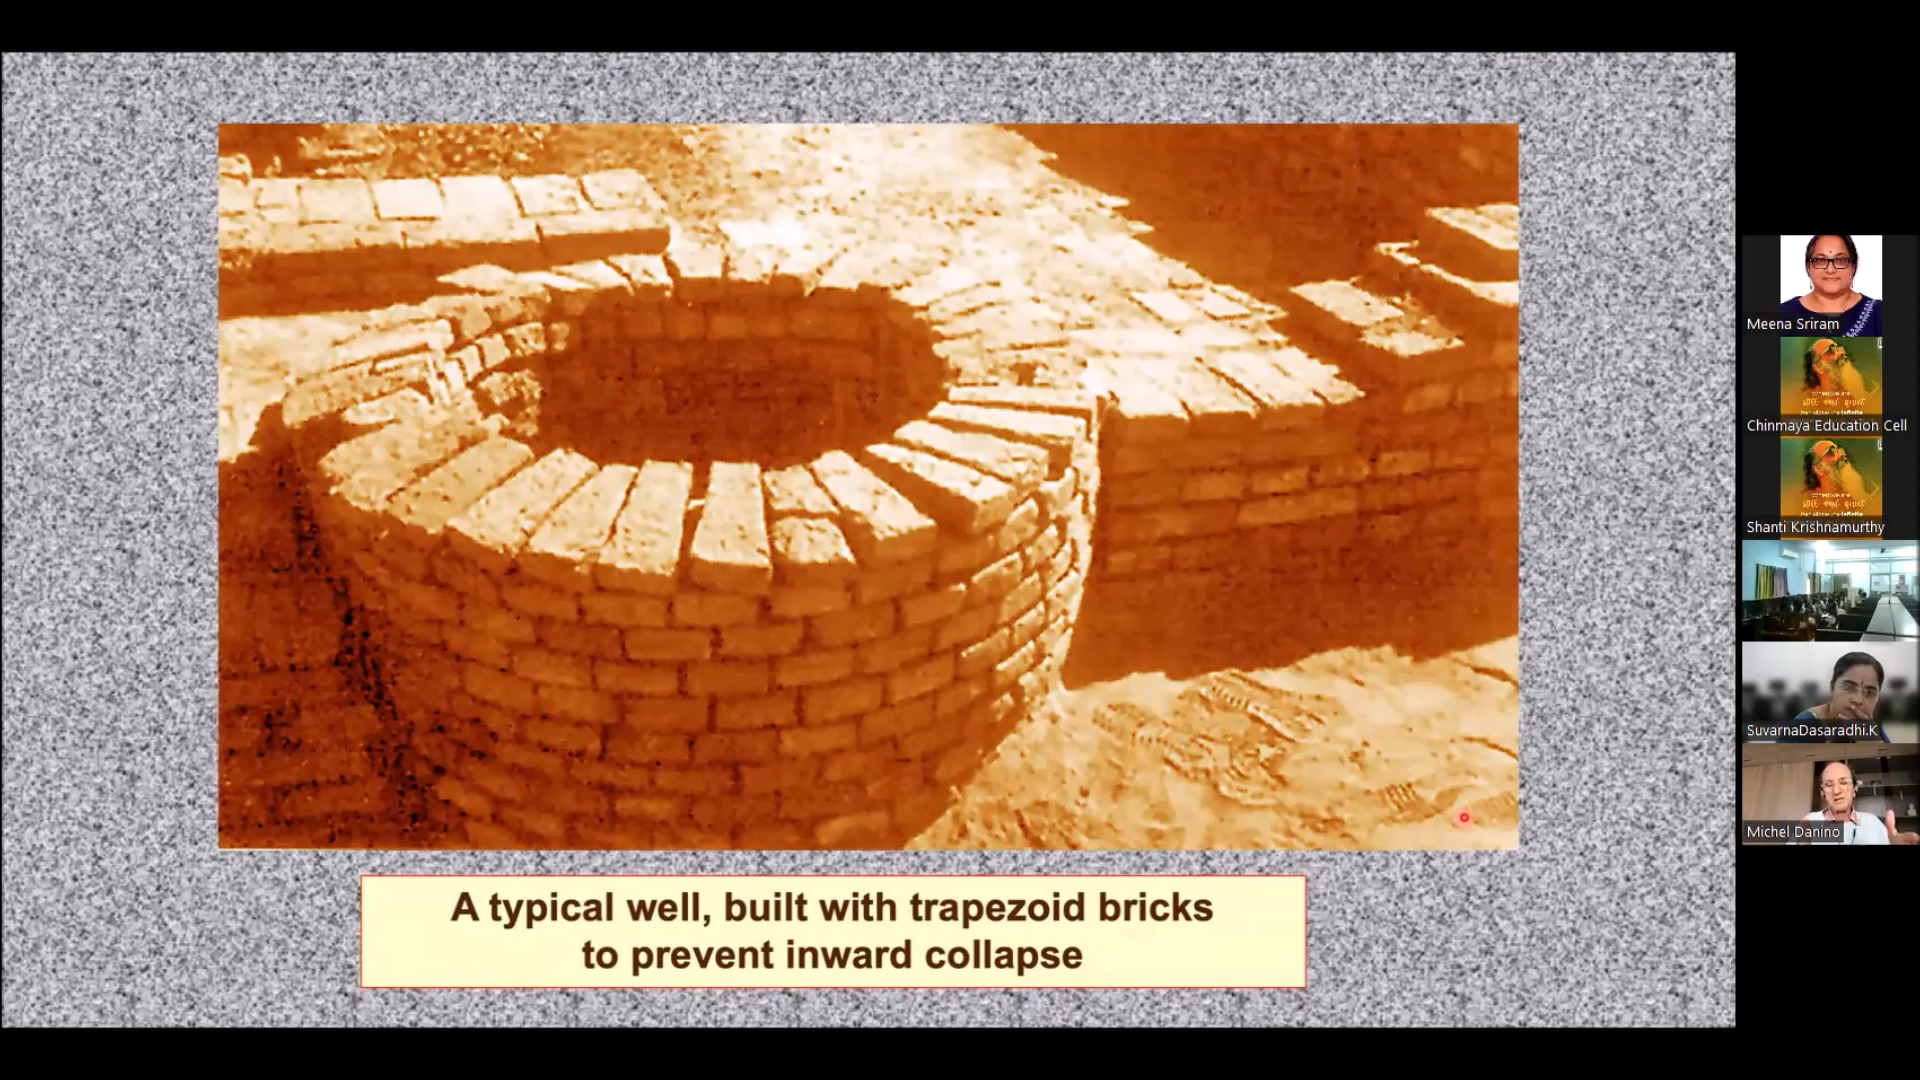 A typical well, built with trapezoid bricks
to prevent inward collapse
Meena Sriram
Chinmaya Education Cell
Shanti Krishnamurthy
SuvarnaDasaradhi.K
Michel Danino